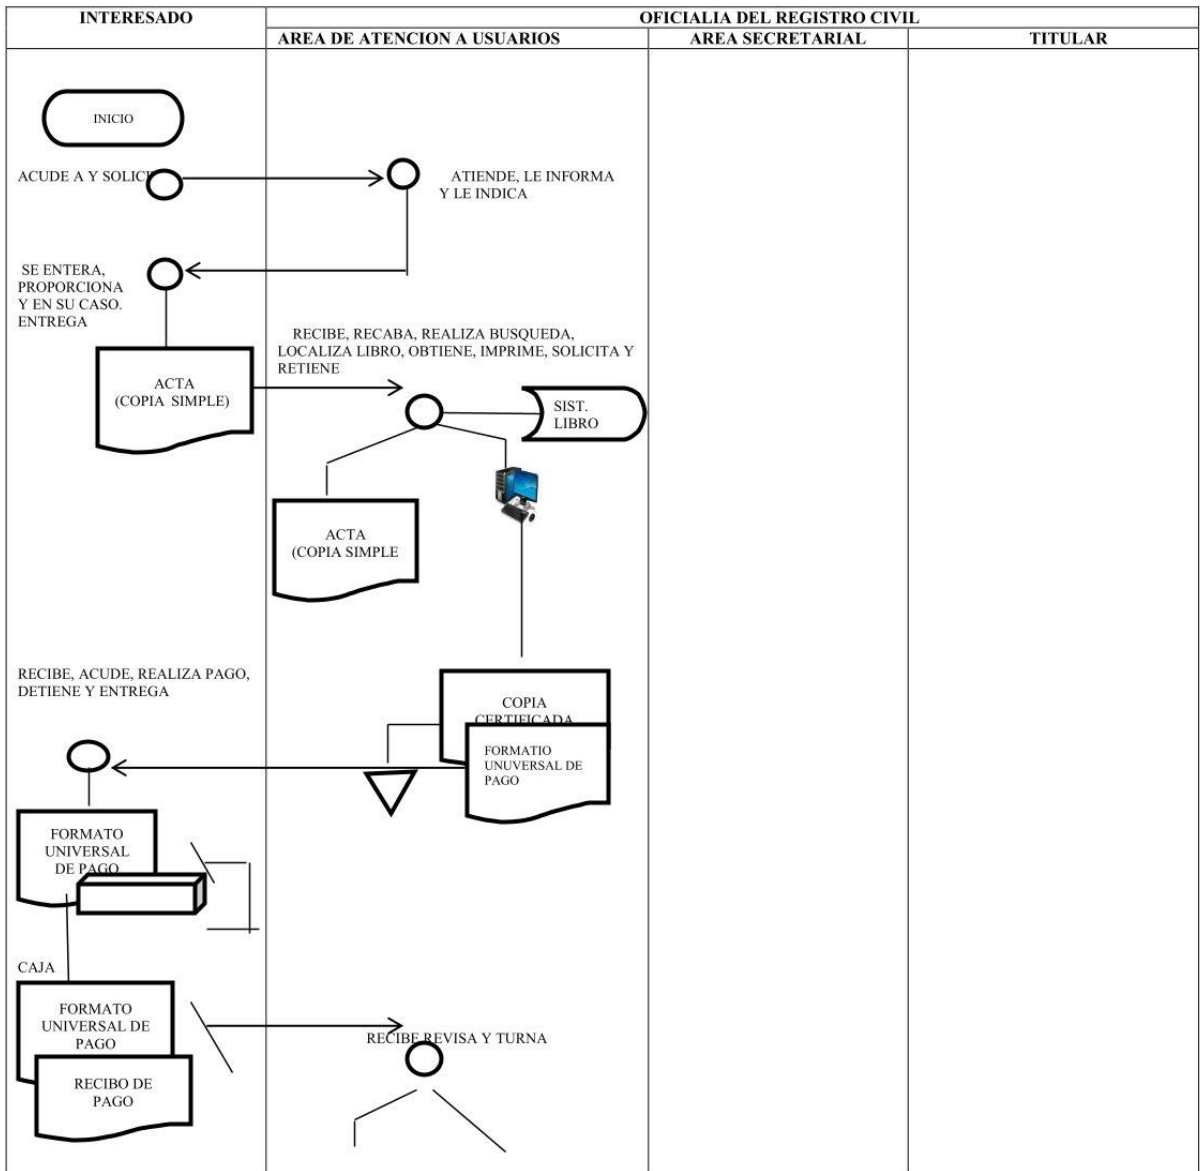 INTERESADO
OFICIALIA DEL REGISTRO CIVIL
AREA DE ATENCION A USUARIOS
AREA SECRETARIAL
TITULAR
INICIO
ACUDE A Y SOLICI
ATIENDE, LE INFORMA
Y LE INDICA
SE ENTERA,
PROPORCIONA
Y EN SU CASO.
ENTREGA
RECIBE, RECABA, REALIZA BUSQUEDA,
LOCALIZA LIBRO, OBTIENE, IMPRIME, SOLICITA Y
RETIENE
ACTA
(COPIA SIMPLE)
SIST.
LIBRO
ACTA
(COPIA SIMPLE
RECIBE, ACUDE, REALIZA PAGO,
DETIENE Y ENTREGA
COPIA
CERTIFICADA
FORMATIO
UNUVERSAL DE
PAGO
FORMATO
UNIVERSAL
DE PAGO
CAJA
FORMATO
UNIVERSAL DE
PAGO
RECIBE REVISA Y TURNA
RECIBO DE
PAGO